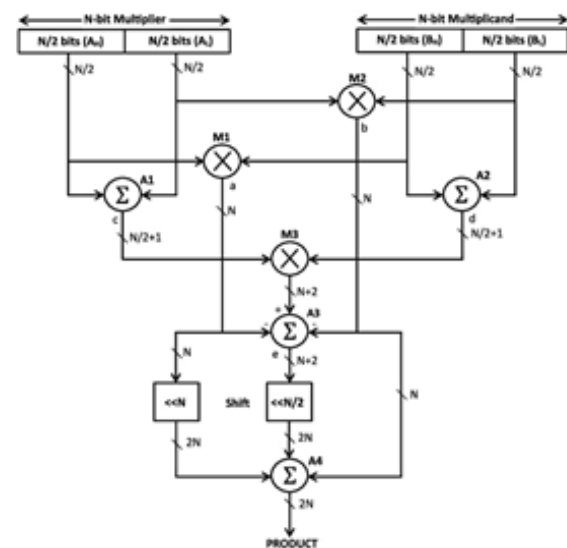 N-bit Multiplier
N-bit Multiplicand
N/2 bits (AH) N/2 bits (AL)
N/2 bits (BH) N/2 bits (BL)
N/2 N/2
N/2 N/2
M2
b
M1
a
A1
c
A2
d
N
N
N/2+1
N/2+1
M3
N+2
+
A3
- -
e
N
N+2
N
<<N
Shift
<<N/2
2N
2N
A4
2N
PRODUCT